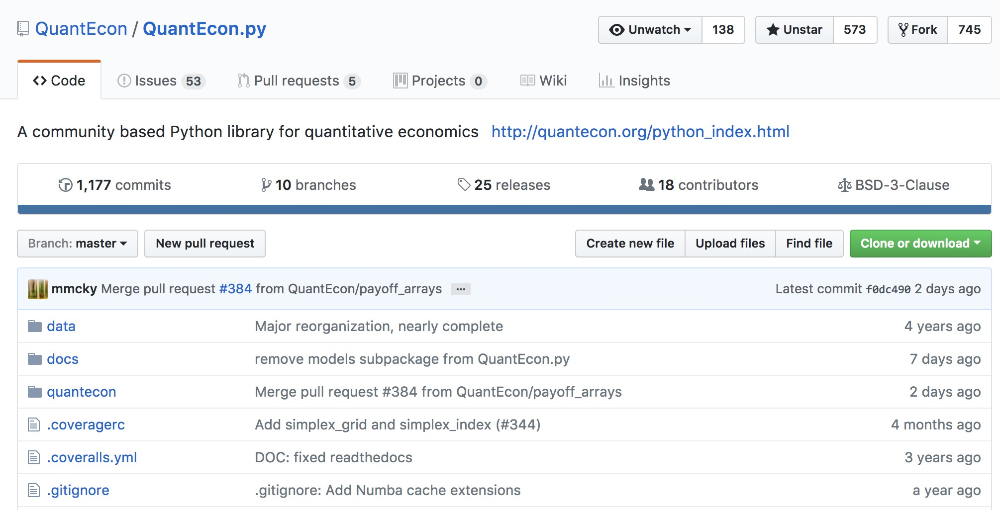 QuantEcon / QuantEcon.py Unwatch 138 Unstar 573 Fork 745
Code Issues 53 Pull requests 5 Projects 0 Wiki Insights
A community based Python library for quantitative economics http://quantecon.org/python_index.html
1,177 commits 10 branches 25 releases 18 contributors BSD-3-Clause
Branch: master New pull request Create new file Upload files Find file Clone or download
mmcky Merge pull request #384 from QuantEcon/payoff_arrays ... Latest commit f0dc490 2 days ago
data Major reorganization, nearly complete 4 years ago
docs remove models subpackage from QuantEcon.py 7 days ago
quantecon Merge pull request #384 from QuantEcon/payoff_arrays 2 days ago
.coveragerc Add simplex_grid and simplex_index (#344) 4 months ago
.coveralls.yml DOC: fixed readthedocs 3 years ago
.gitignore .gitignore: Add Numba cache extensions a year ago